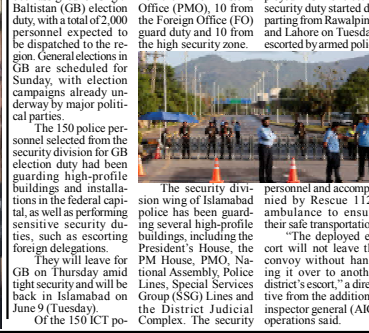 Baltistan (GB) election
duty, with a total of 2,000
personnel expected to
be dispatched to the re-
gion. General elections in
GB are scheduled for
Sunday, with election
campaigns already un-
derway by major politi-
cal parties.
The 150 police per-
sonnel selected from the
security division for GB
election duty had been
guarding high-profile
buildings and installa-
tions in the federal capi-
tal, as well as performing
sensitive security du-
ties, such as escorting
foreign delegations.
They will leave for
GB on Thursday amid
tight security and will be
back in Islamabad on
June 9 (Tuesday).
Of the 150 ICT po-
Office (PMO), 10 from
the Foreign Office (FO)
guard duty and 10 from
the high security zone.
The security divi-
sion wing of Islamabad
police has been guard-
ing several high-profile
buildings, including the
President's House, the
PM House, PMO, Na-
tional Assembly, Police
Lines, Special Services
Group (SSG) Lines and
the District Judicial
Complex. The security
security duty started d
parting from Rawalpin
and Lahore on Tuesda
escorted by armed poli
personnel and accomp
nied by Rescue 112
ambulance to ensu
their safe transportatio
"The deployed e
cort will not leave th
convoy without han
ing it over to anoth
district's escort," a dire
tive from the addition
inspector general (AIG
operations said.